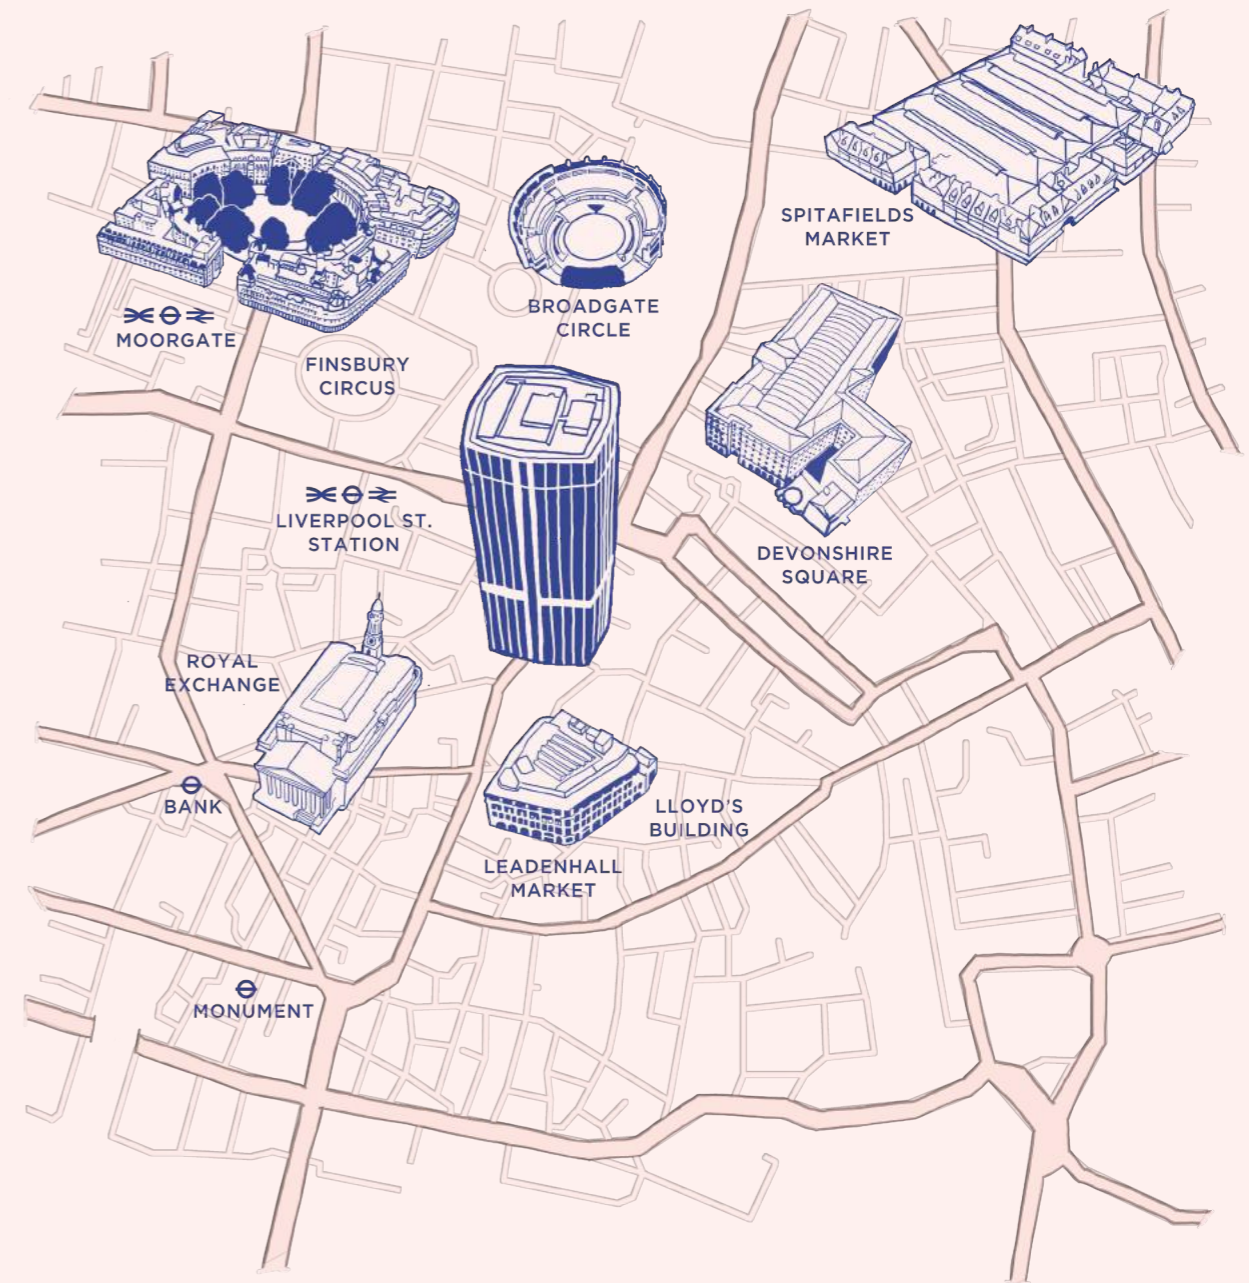 SPITAFIELDS
MARKET
BROADGATE
CIRCLE
MOORGATE
FINSBURY
CIRCUS
LIVERPOOL ST.
STATION
DEVONSHIRE
SQUARE
ROYAL
EXCHANGE
BANK
LLOYD'S
BUILDING
LEADENHALL
MARKET
MONUMENT